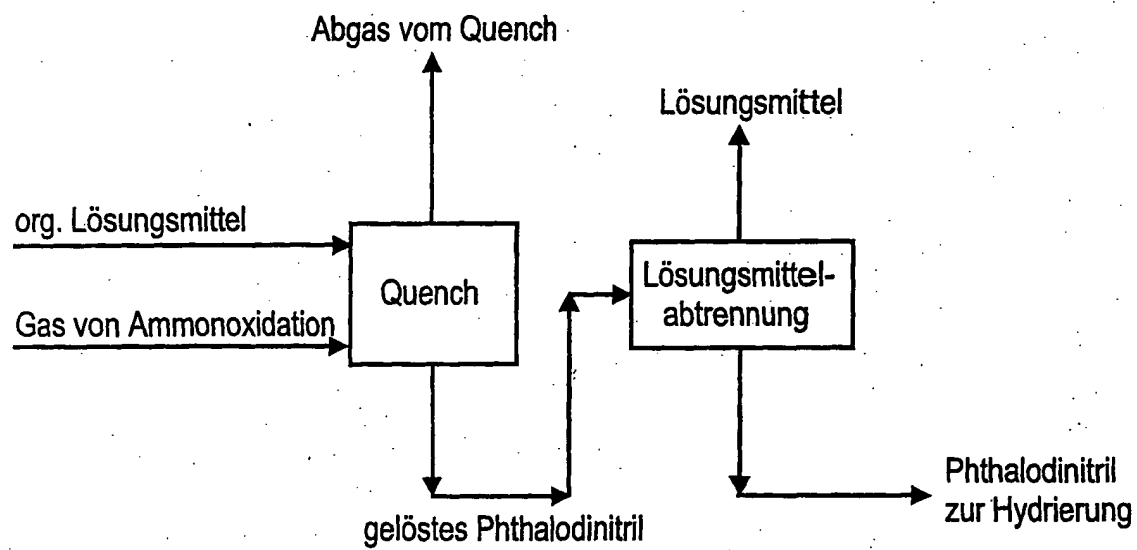 Abgas vom Quench
Lösungsmittel
org. Lösungsmittel
Quench
Lösungsmittel-
abtrennung
Gas von Ammonoxidation
Phthalodinitril
zur Hydrierung
gelöstes Phthalodinitril